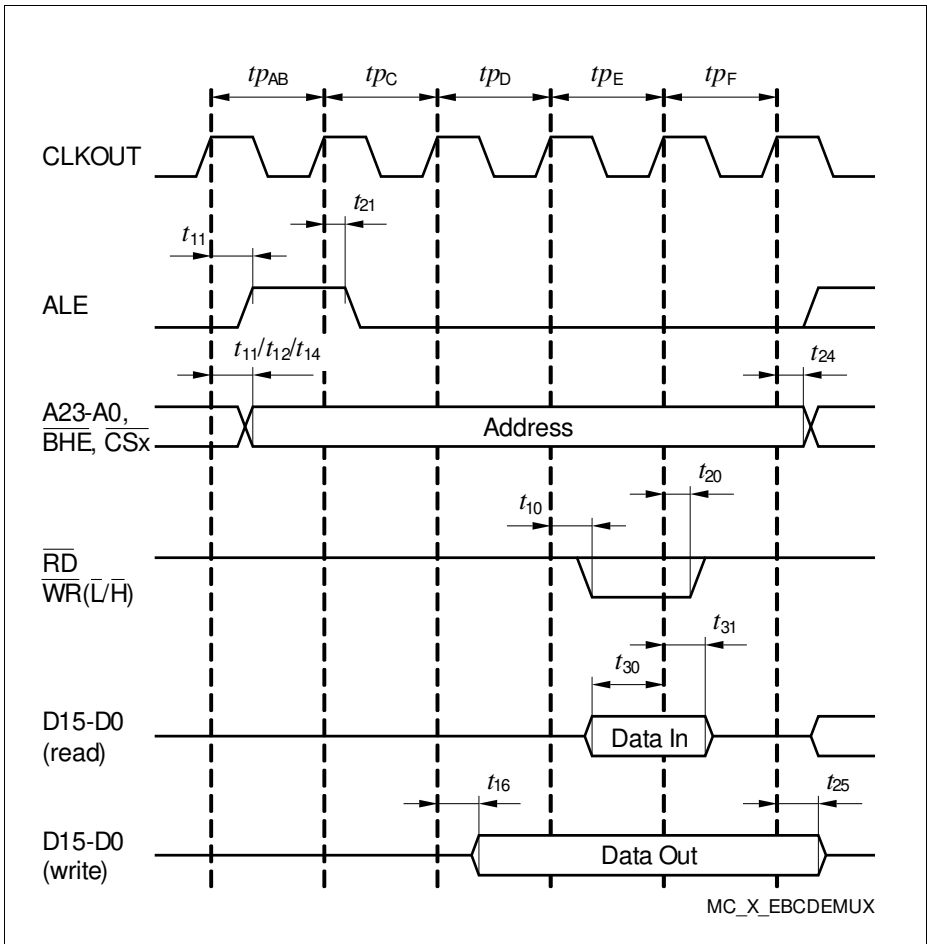 tpAB tpC tpD tpE tpF
CLKOUT
t21
t11
ALE
t11/t12/t14 t24
A23-A0,
BHE, CSx
Address
t20
t10
RD
WR(L/H)
t31
t30
D15-D0
(read)
Data In
t16 t25
D15-D0
(write)
Data Out
MC_X_EBCDEMUX